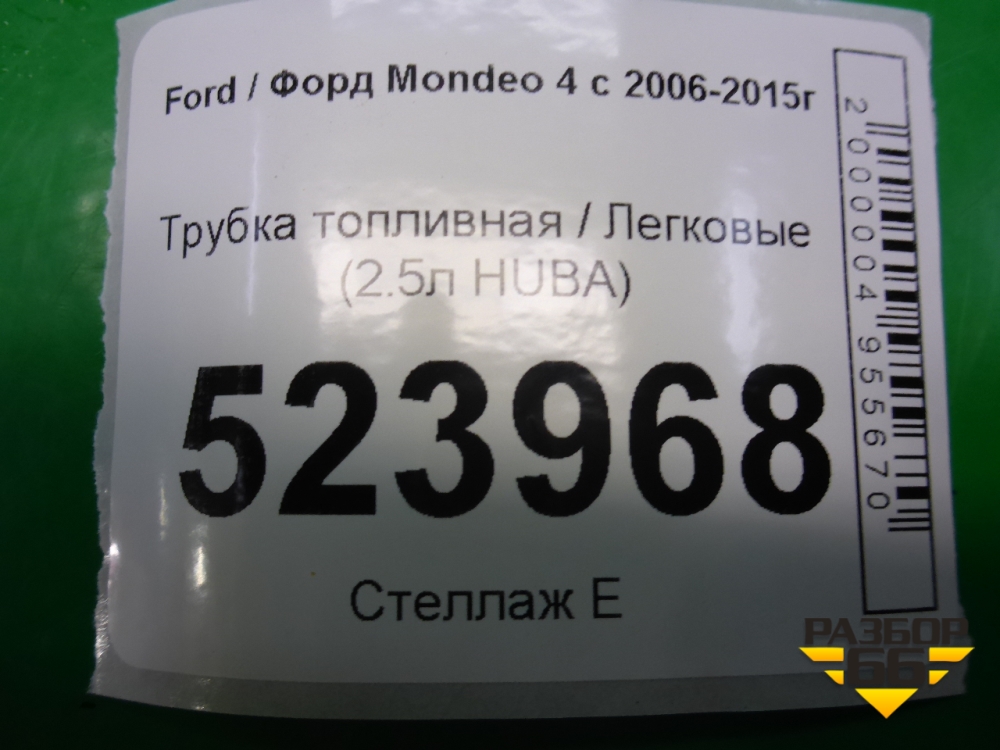 Ford / Форд Mondeo 4 с 2006-2015г
Трубка топливная / Легковые
(2.5л HUBA)
523968
Стеллаж Е
2000004955670
РАЗБОР
66